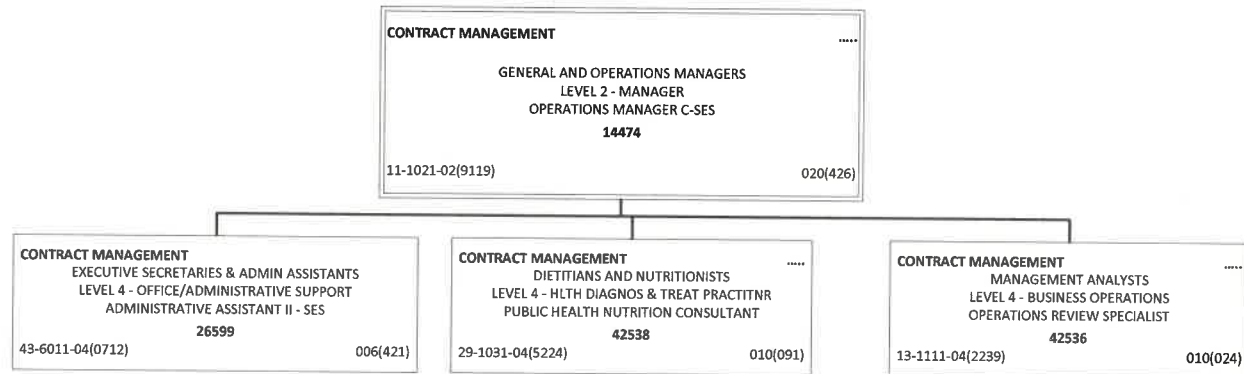 CONTRACT MANAGEMENT .....
GENERAL AND OPERATIONS MANAGERS
LEVEL 2 - MANAGER
OPERATIONS MANAGER C-SES
14474
11-1021-02(9119) 020(426)
CONTRACT MANAGEMENT
EXECUTIVE SECRETARIES & ADMIN ASSISTANTS
LEVEL 4 - OFFICE/ADMINISTRATIVE SUPPORT
ADMINISTRATIVE ASSISTANT II - SES
26599
43-6011-04(0712) 006(421)
CONTRACT MANAGEMENT .....
DIETITIANS AND NUTRITIONISTS
LEVEL 4 - HLTH DIAGNOS & TREAT PRACTITNR
PUBLIC HEALTH NUTRITION CONSULTANT
42538
29-1031-04(5224) 010(091)
CONTRACT MANAGEMENT .....
MANAGEMENT ANALYSTS
LEVEL 4 - BUSINESS OPERATIONS
OPERATIONS REVIEW SPECIALIST
42536
13-1111-04(2239) 010(024)